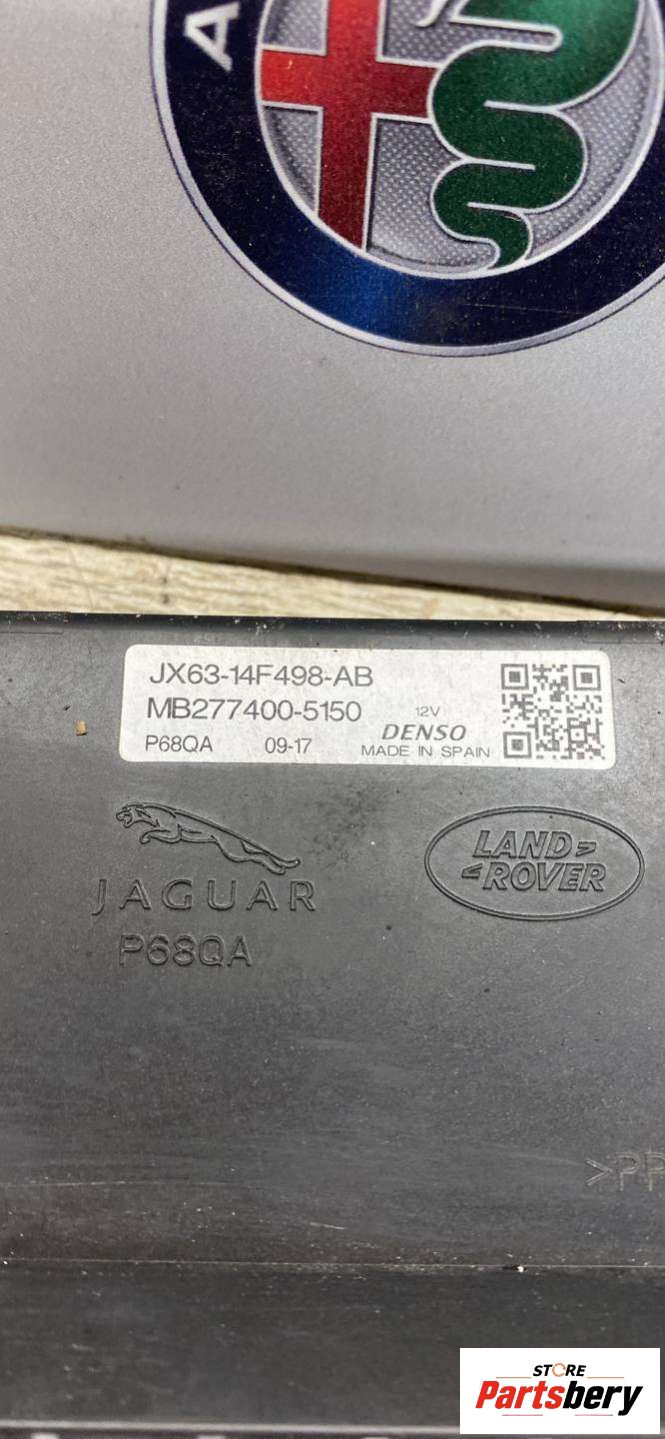 A
JX63-14F498-AB
MB277400-5150
12V
DENSO
P68QA 09-17 MADE IN SPAIN
JAGUAR
LAND
ROVER
P68QA
>PP
STORE
Partsbery